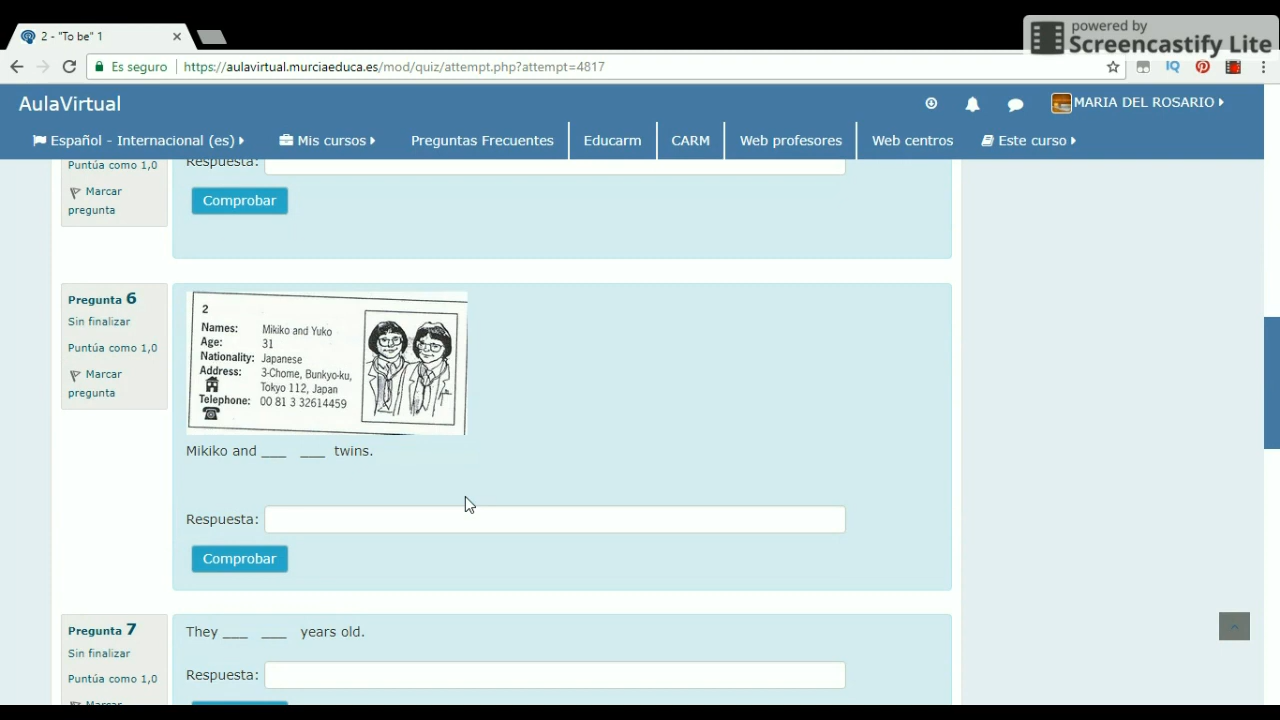 powered by
Screencastify Lite
2 - "To be" 1
Es seguro
https://aulavirtual.murciaeduca.es/mod/quiz/attempt.php?attempt=4817
IQ
AulaVirtual
MARIA DEL ROSARIO
Español - Internacional (es)
Mis cursos
Preguntas Frecuentes
Educarm
CARM
Web profesores
Web centros
Este curso
Puntúa como 1,0
Marcar
pregunta
Respuesta:
Comprobar
Pregunta 6
Sin finalizar
Puntúa como 1,0
Marcar
pregunta
2
Names: Mikiko and Yuko
Age: 31
Nationality: Japanese
Address: 3-Chome, Bunkyo-ku,
Tokyo 112, Japan
Telephone: 00 81 3 32614459
Mikiko and ___ ___ twins.
Respuesta:
Comprobar
Pregunta 7
Sin finalizar
Puntúa como 1,0
Marcar
They ___ ___ years old.
Respuesta: